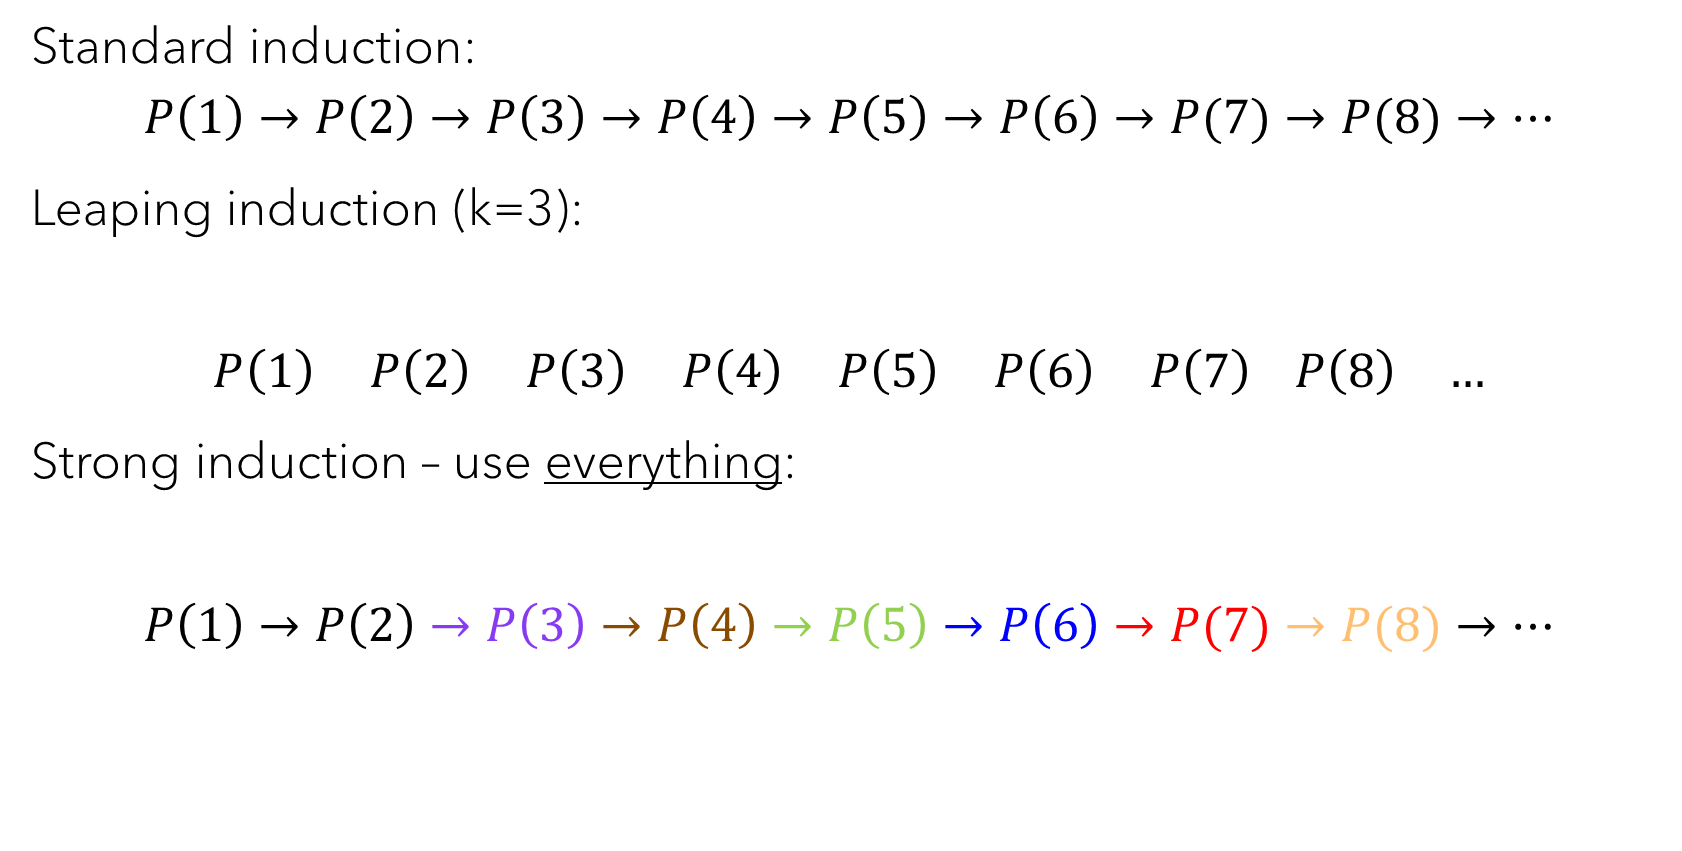 Standard induction:
P(1) → P(2) → P(3) → P(4) → P(5) → P(6) → P(7) → P(8) → ⋯
Leaping induction (k=3):
P(1) P(2) P(3) P(4) P(5) P(6) P(7) P(8) ...
Strong induction – use everything:
P(1) → P(2) → P(3) → P(4) → P(5) → P(6) → P(7) → P(8) → ⋯